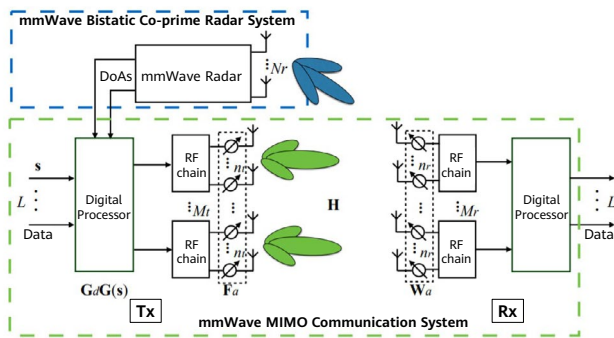 mmWave Bistatic Co-prime Radar System
DoAs
mmWave Radar
⋮Nr
s
L
Data
Digital
Processor
RF
chain
⋮Mt
RF
chain
nt
nt
H
nr
nr
RF
chain
⋮Mr
RF
chain
Digital
Processor
L
Data
GdG(s)
Tx
Fa
Wa
Rx
mmWave MIMO Communication System